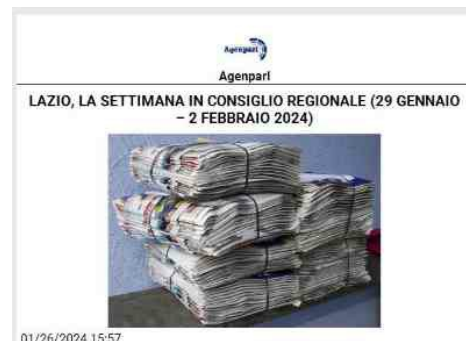 Agenparl
Agenparl
LAZIO, LA SETTIMANA IN CONSIGLIO REGIONALE (29 GENNAIO
– 2 FEBBRAIO 2024)
01/26/2024 15:57